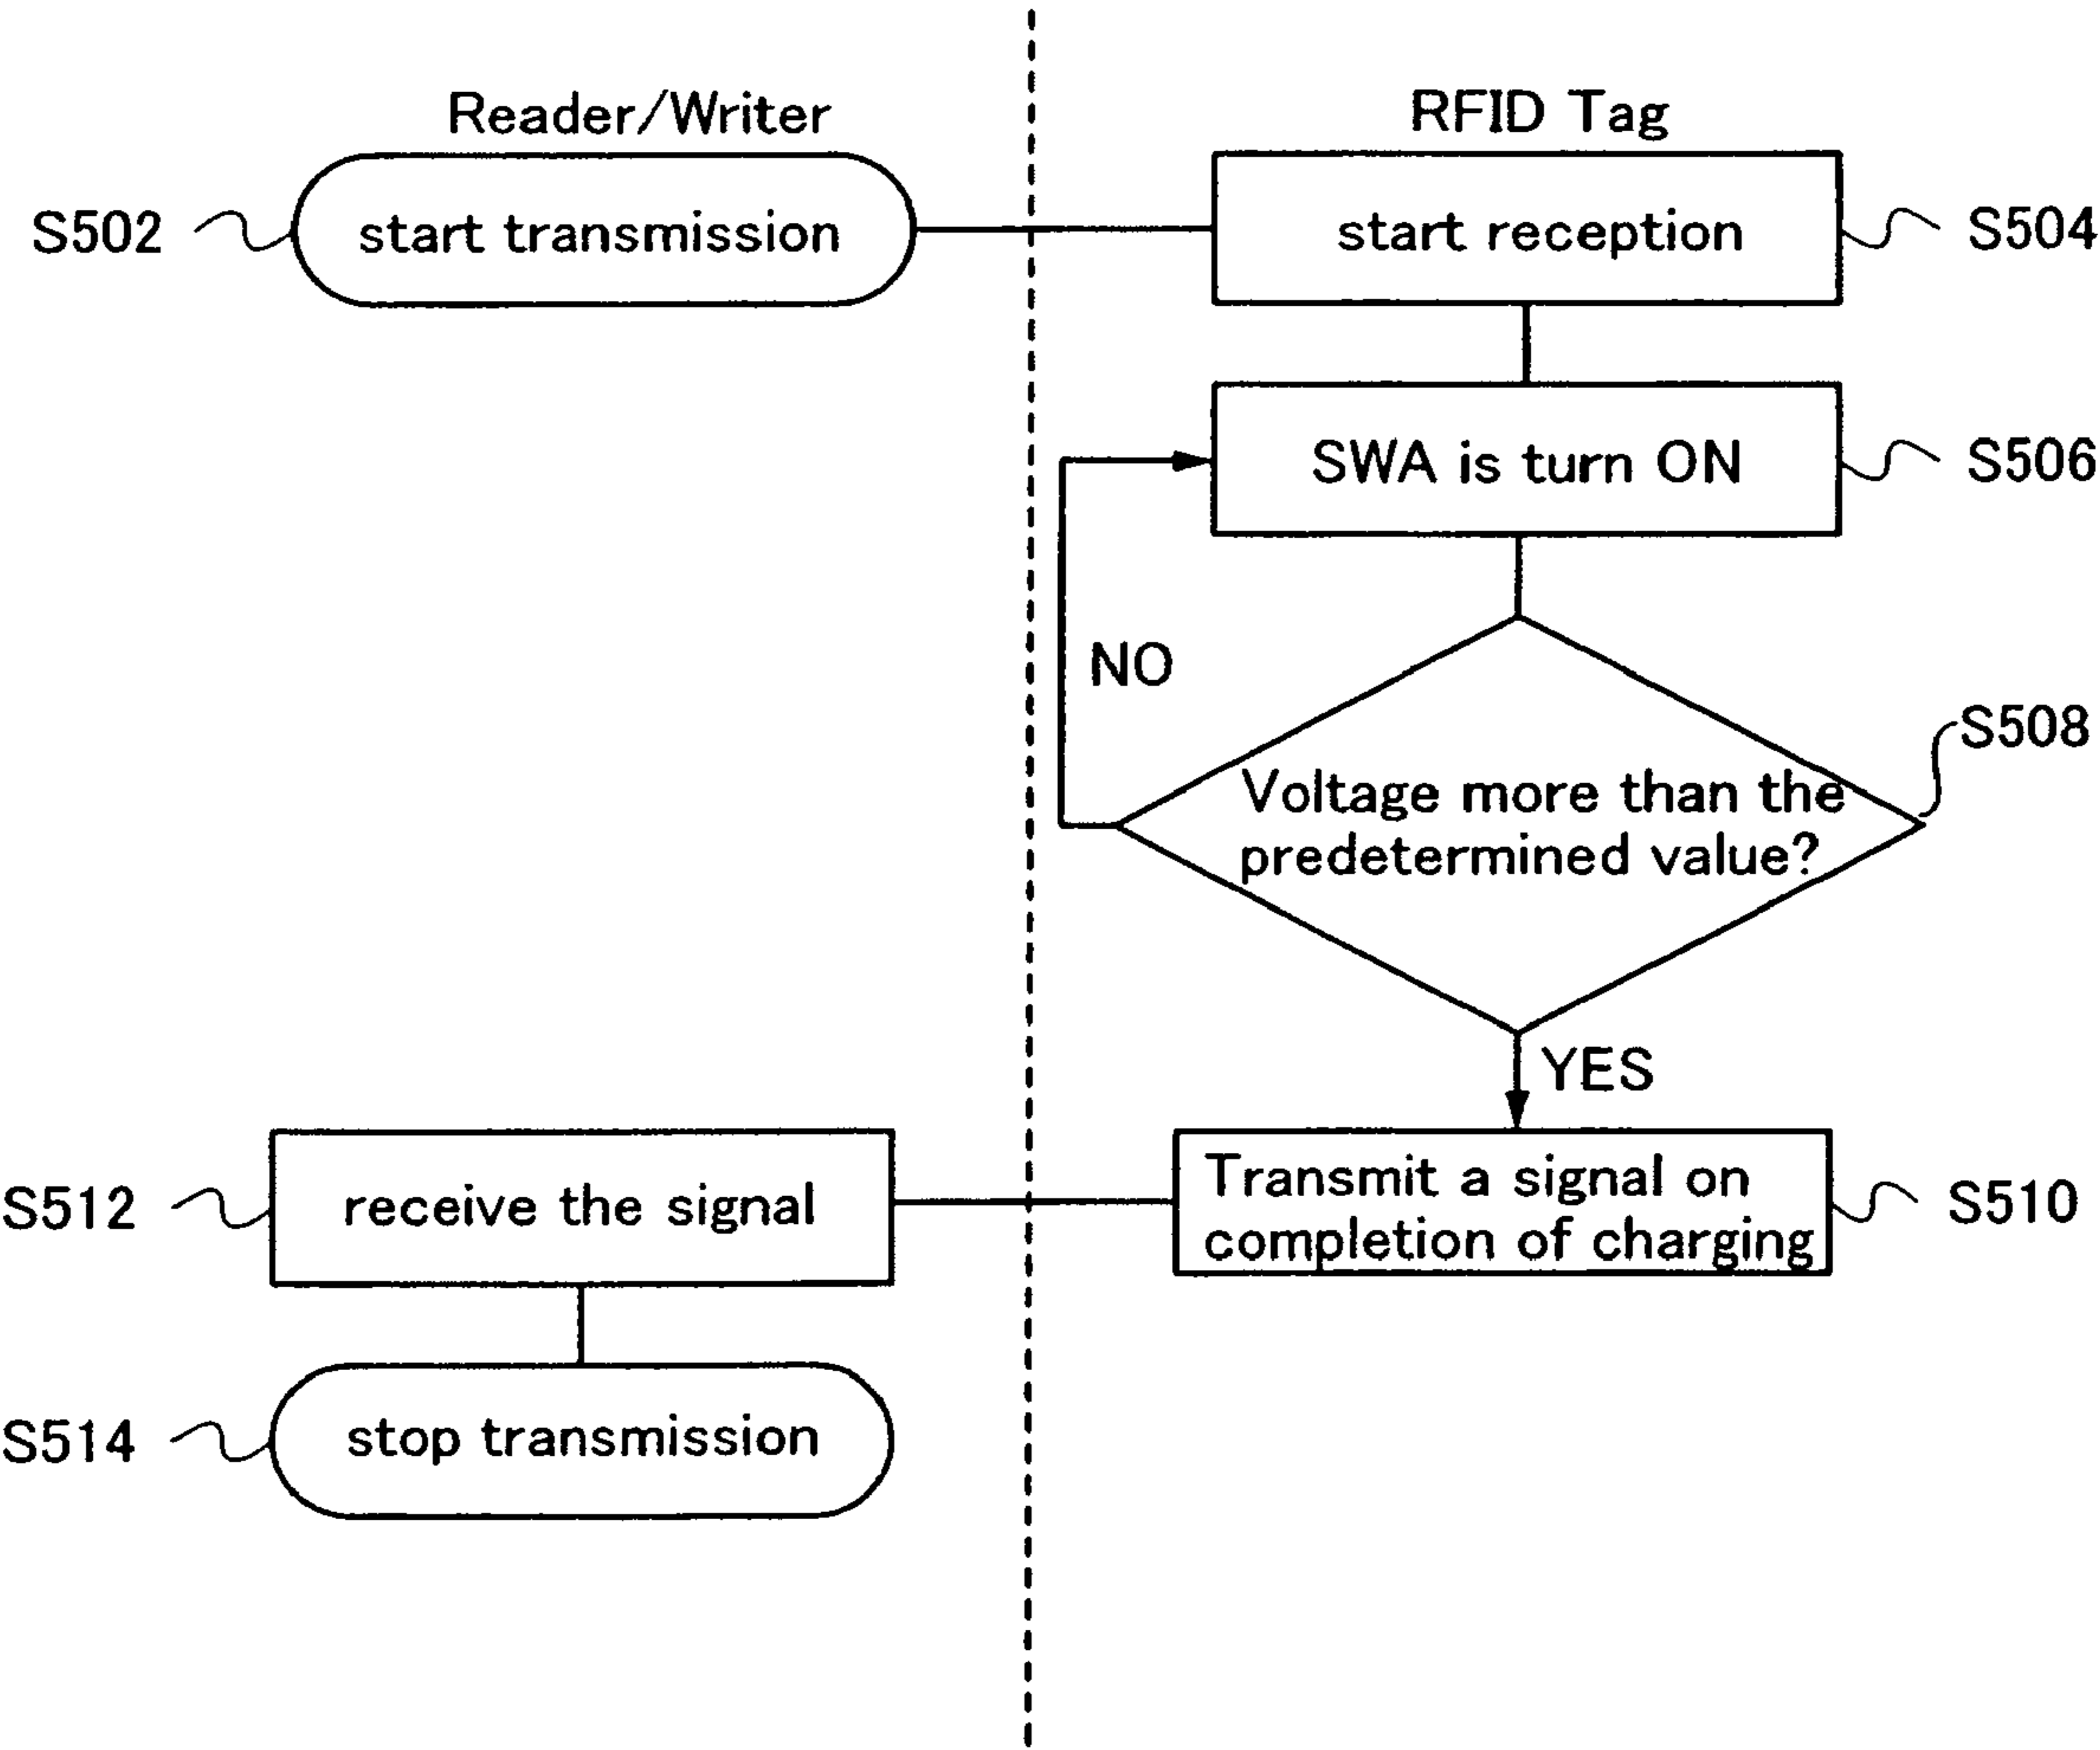 Reader/Writer
RFID Tag
S502
start transmission
start reception
S504
SWA is turn ON
S506
NO
S508
Voltage more than the
predetermined value?
YES
S512
receive the signal
Transmit a signal on
completion of charging
S510
S514
stop transmission